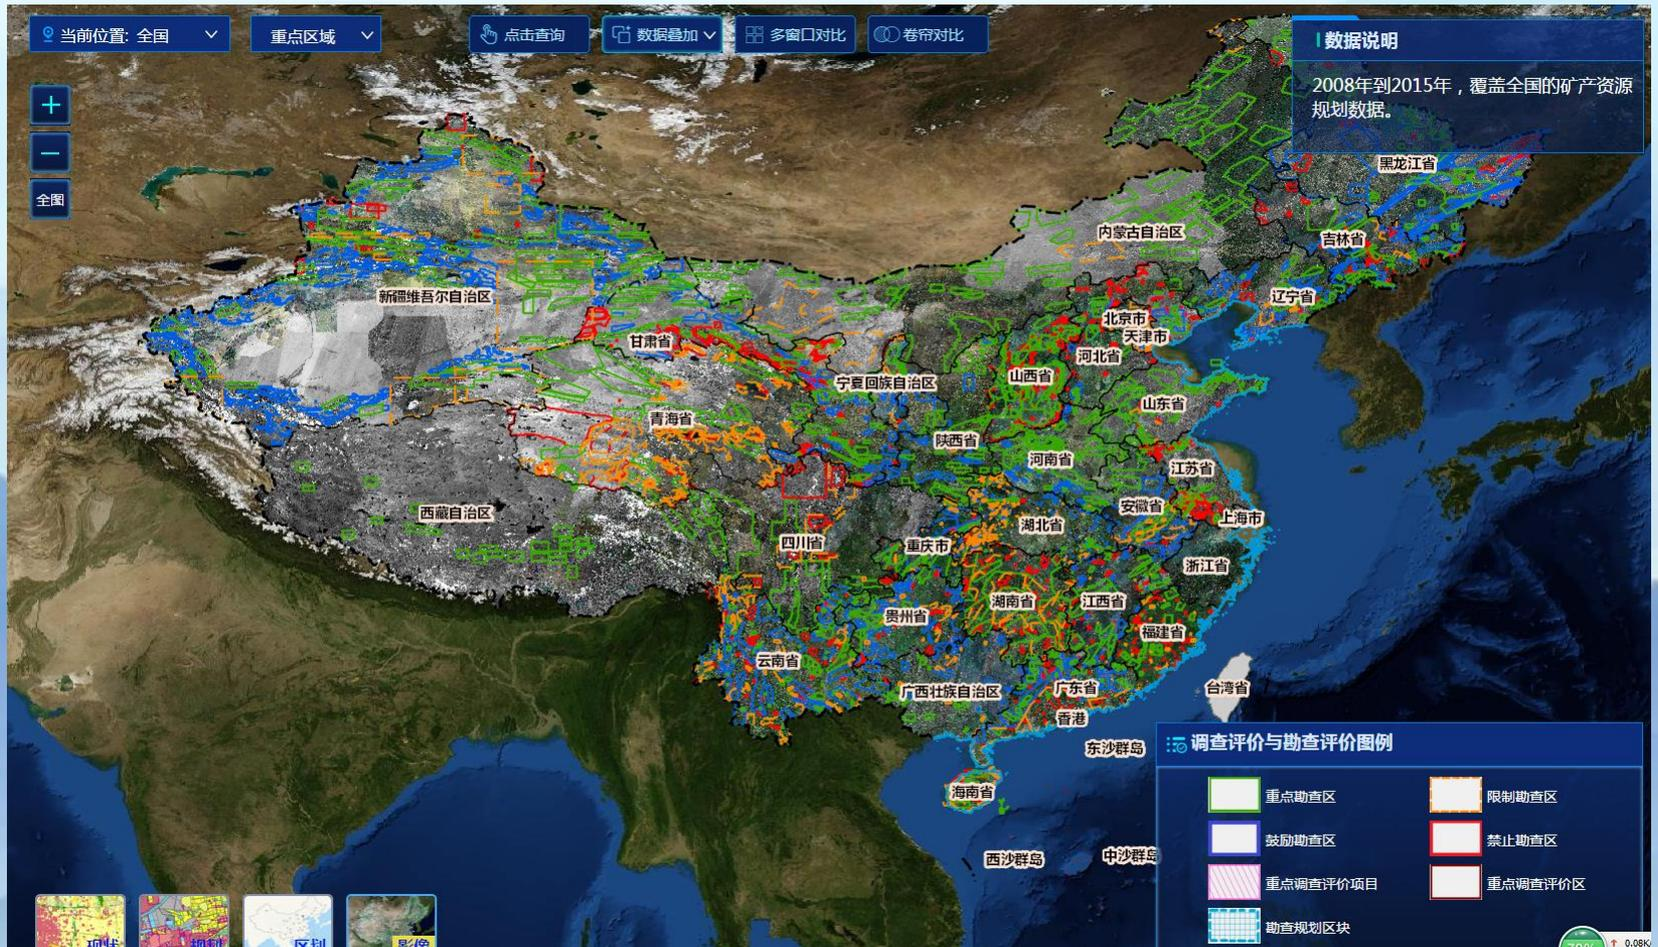 当前位置: 全国
重点区域
点击查询
数据叠加
多窗口对比
卷帘对比
数据说明
2008年到2015年，覆盖全国的矿产资源
规划数据。
全图
黑龙江省
内蒙古自治区
吉林省
新疆维吾尔自治区
辽宁省
北京市
天津市
甘肃省
河北省
宁夏回族自治区
山西省
山东省
青海省
陕西省
河南省
江苏省
西藏自治区
安徽省
上海市
湖北省
四川省
重庆市
浙江省
湖南省
江西省
贵州省
福建省
云南省
广西壮族自治区
广东省
台湾省
香港
东沙群岛
海南省
西沙群岛
中沙群岛
调查评价与勘查评价图例
重点勘查区
限制勘查区
鼓励勘查区
禁止勘查区
重点调查评价项目
重点调查评价区
勘查规划区块
现状
规划
区划
影像